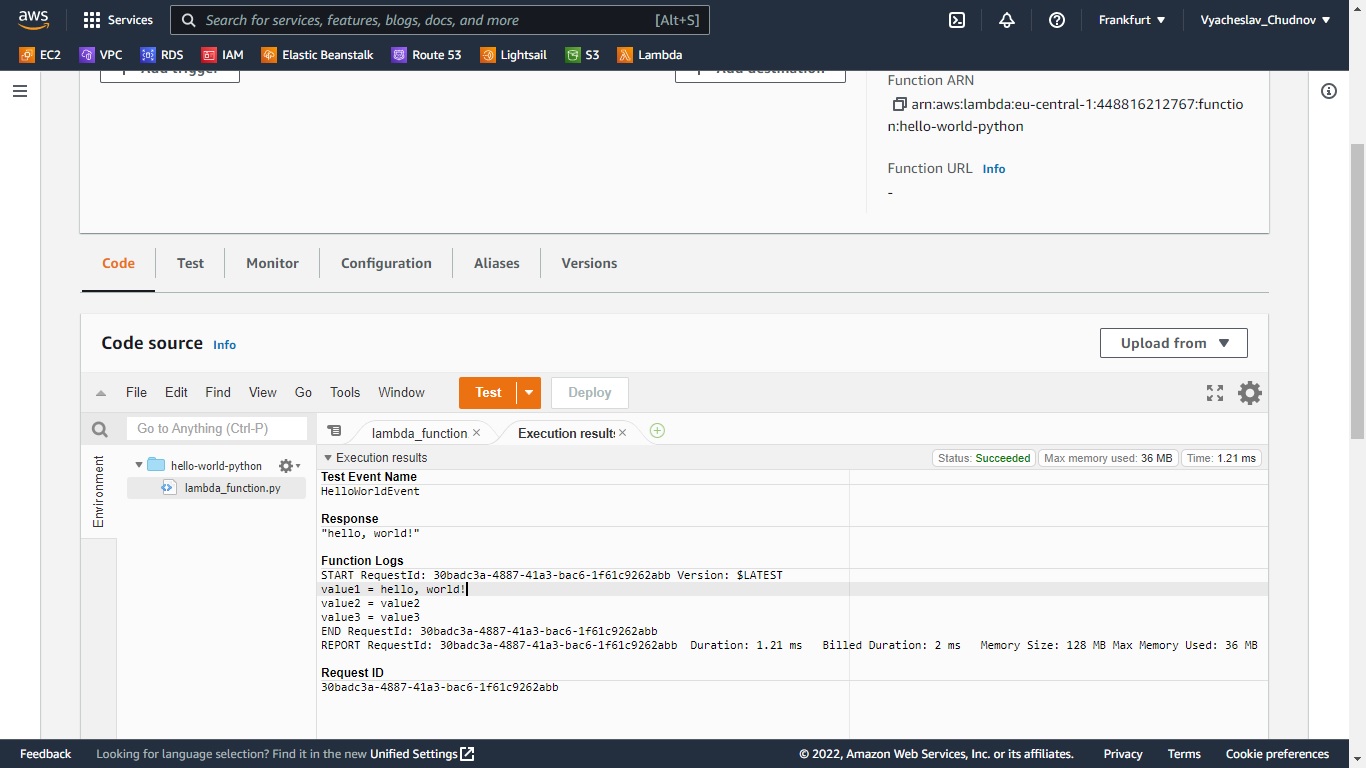 aws
Services
Search for services, features, blogs, docs, and more [Alt+S]
Frankfurt
Vyacheslav_Chudnov
EC2 VPC RDS IAM Elastic Beanstalk Route 53 Lightsail S3 Lambda
+ Add trigger
+ Add destination
Function ARN
arn:aws:lambda:eu-central-1:448816212767:functio
n:hello-world-python
Function URL Info
-
Code Test Monitor Configuration Aliases Versions
Code source Info
Upload from
File Edit Find View Go Tools Window Test Deploy
Go to Anything (Ctrl-P)
lambda_function ×
Execution results ×
Environment
hello-world-python
lambda_function.py
Execution results
Status: Succeeded
Max memory used: 36 MB
Time: 1.21 ms
Test Event Name
HelloWorldEvent
Response
"hello, world!"
Function Logs
START RequestId: 30badc3a-4887-41a3-bac6-1f61c9262abb Version: $LATEST
value1 = hello, world!
value2 = value2
value3 = value3
END RequestId: 30badc3a-4887-41a3-bac6-1f61c9262abb
REPORT RequestId: 30badc3a-4887-41a3-bac6-1f61c9262abb Duration: 1.21 ms Billed Duration: 2 ms Memory Size: 128 MB Max Memory Used: 36 MB
Request ID
30badc3a-4887-41a3-bac6-1f61c9262abb
Feedback
Looking for language selection? Find it in the new Unified Settings
© 2022, Amazon Web Services, Inc. or its affiliates.
Privacy Terms Cookie preferences